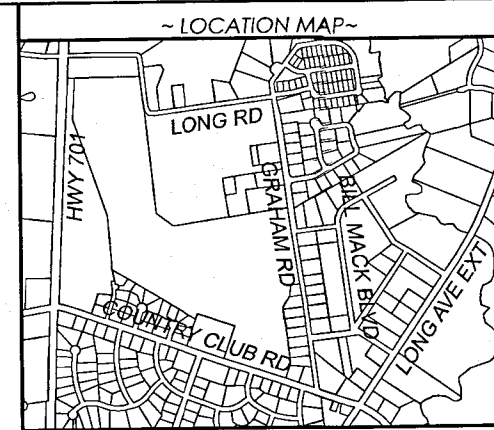 ~ LOCATION MAP~
LONG RD
HWY 701
GRAHAM RD
BILL MACK BLVD
LONG AVE EXT
COUNTRY CLUB RD